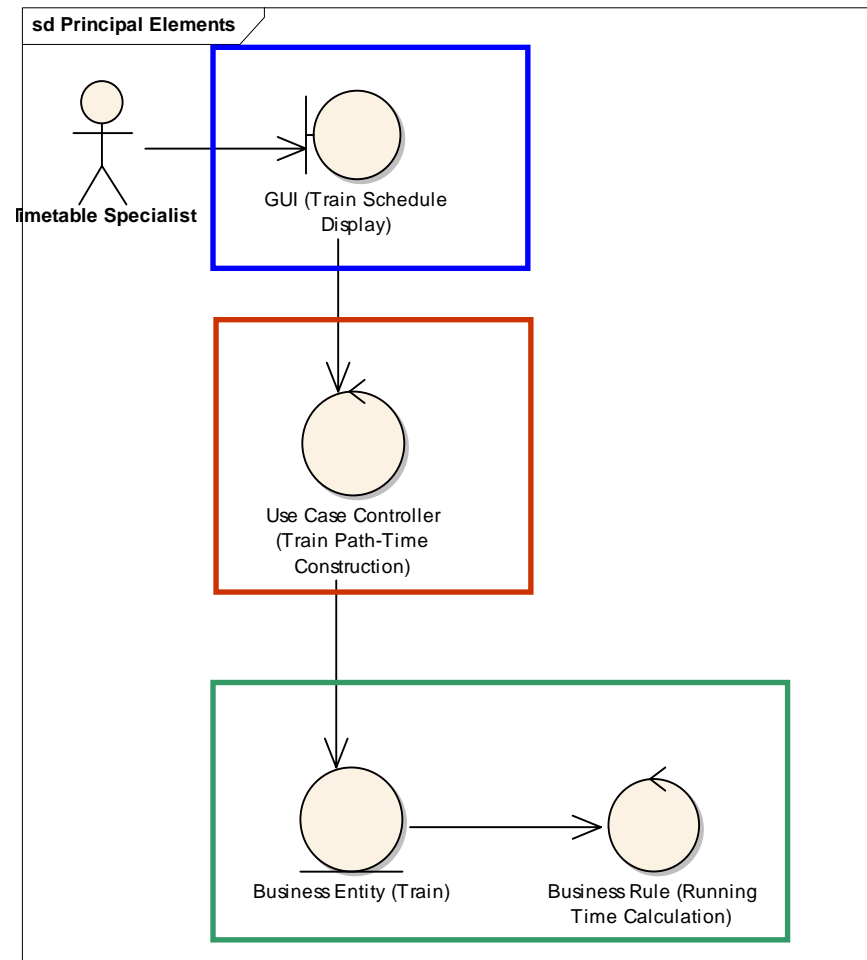 sd Principal Elements
Timetable Specialist
GUI (Train Schedule
Display)
Use Case Controller
(Train Path-Time
Construction)
Business Entity (Train)
Business Rule (Running
Time Calculation)